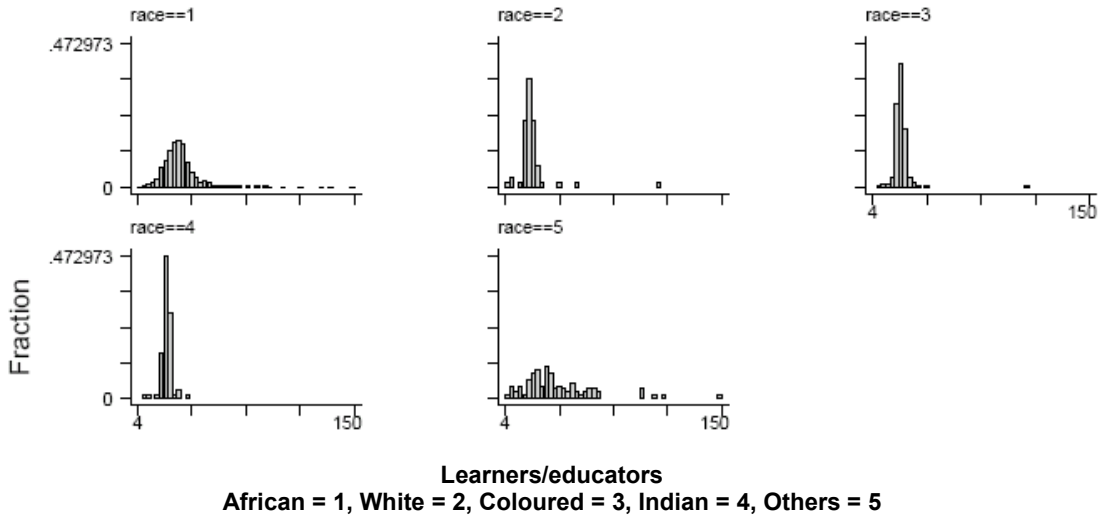 race==1
race==2
race==3
.472973
0
4
150
race==4
race==5
.472973
0
4
150
4
150
Fraction
Learners/educators
African = 1, White = 2, Coloured = 3, Indian = 4, Others = 5